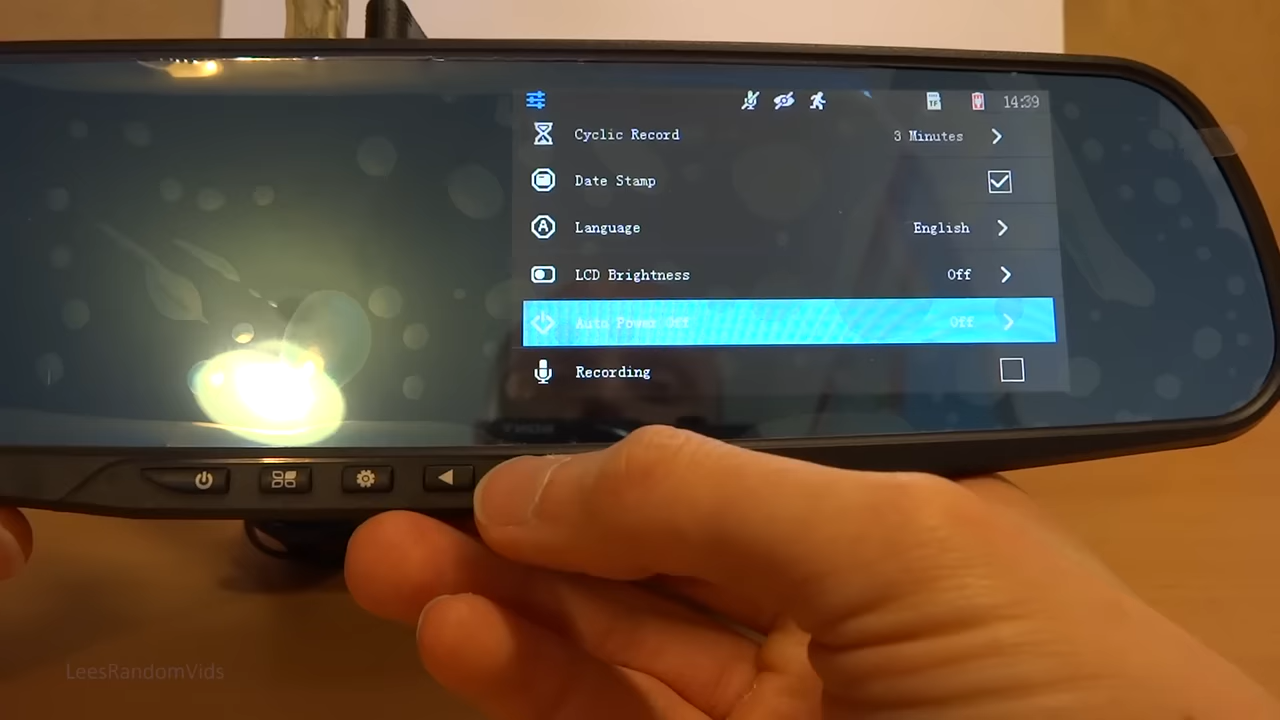 TF 14:39
Cyclic Record 3 Minutes
Date Stamp
A Language English
LCD Brightness Off
Auto Power Off Off
Recording
LeesRandomVids